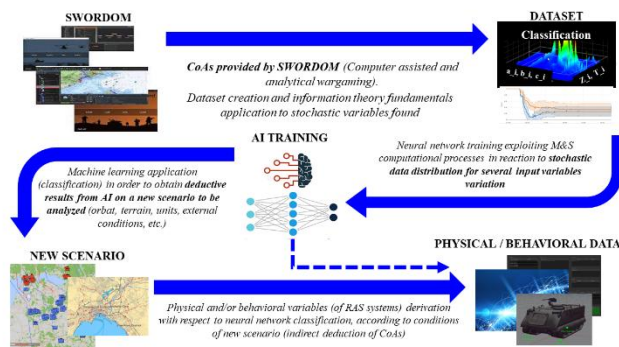 SWORDOM
DATASET
Classification
CoAs provided by SWORDOM (Computer assisted and
analytical wargaming).
Dataset creation and information theory fundamentals
application to stochastic variables found
AI TRAINING
Neural network training exploiting M&S
computational processes in reaction to stochastic
data distribution for several input variables
variation
Machine learning application
(classification) in order to obtain deductive
results from AI on a new scenario to be
analyzed (orbat, terrain, units, external
conditions, etc.)
NEW SCENARIO
PHYSICAL / BEHAVIORAL DATA
Physical and/or behavioral variables (of RAS systems) derivation
with respect to neural network classification, according to conditions
of new scenario (indirect deduction of CoAs)